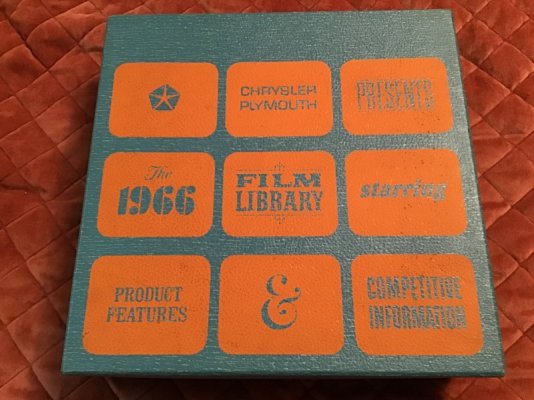 CHRYSLER
PLYMOUTH
PRESENTS
The
1966
FILM
LIBRARY
starring
PRODUCT
FEATURES
&
COMPETITIVE
INFORMATION